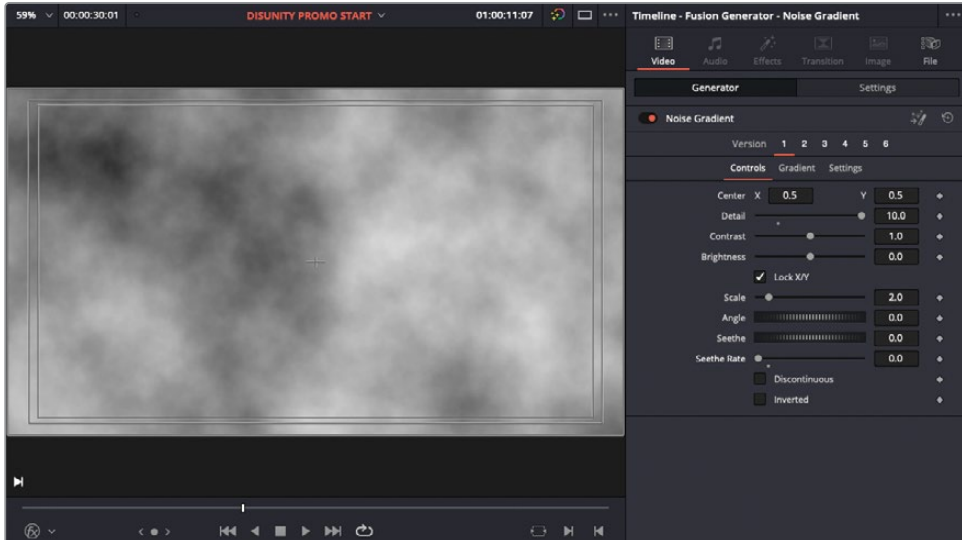 59% 00:00:30:01 DISUNITY PROMO START 01:00:11:07 ...
Timeline - Fusion Generator - Noise Gradient ...
Video Audio Effects Transition Image File
Generator Settings
Noise Gradient
Version 1 2 3 4 5 6
Controls Gradient Settings
Center X 0.5 Y 0.5
Detail 10.0
Contrast 1.0
Brightness 0.0
Lock X/Y
Scale 2.0
Angle 0.0
Seethe 0.0
Seethe Rate 0.0
Discontinuous
Inverted
fx